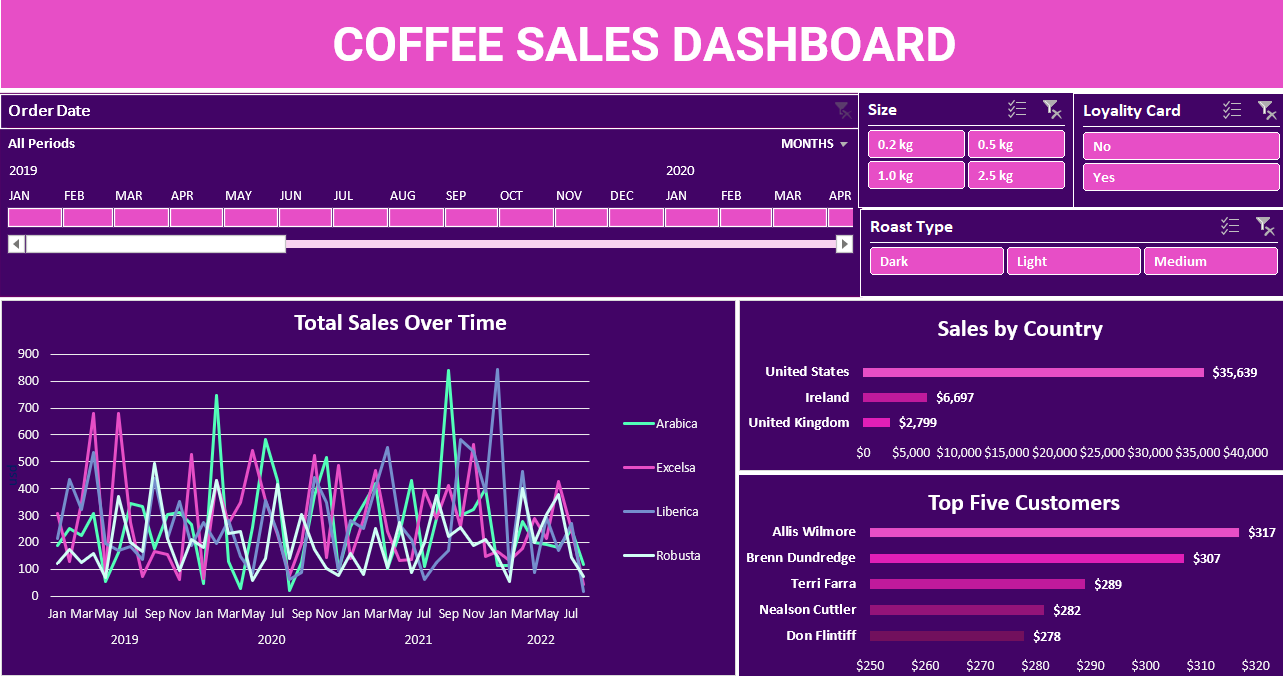 COFFEE SALES DASHBOARD
Order Date
All Periods
MONTHS
2019 2020
JAN FEB MAR APR MAY JUN JUL AUG SEP OCT NOV DEC JAN FEB MAR APR
Size
0.2 kg 0.5 kg
1.0 kg 2.5 kg
Loyality Card
No
Yes
Roast Type
Dark Light Medium
Total Sales Over Time
900
800
700
600
500
400
300
200
100
0
Jan Mar May Jul Sep Nov Jan Mar May Jul Sep Nov Jan Mar May Jul Sep Nov Jan Mar May Jul
2019 2020 2021 2022
Arabica
Excelsa
Liberica
Robusta
Sales by Country
United States $35,639
Ireland $6,697
United Kingdom $2,799
$0 $5,000 $10,000 $15,000 $20,000 $25,000 $30,000 $35,000 $40,000
Top Five Customers
Allis Wilmore $317
Brenn Dundredge $307
Terri Farra $289
Nealson Cuttler $282
Don Flintiff $278
$250 $260 $270 $280 $290 $300 $310 $320